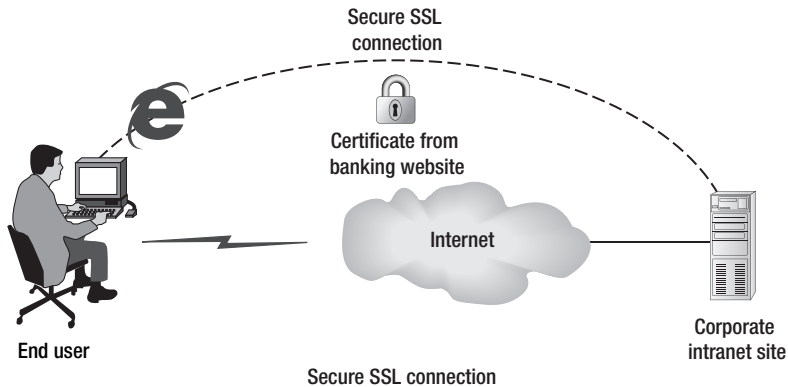 Secure SSL
connection
Certificate from
banking website
Internet
End user
Corporate
intranet site
Secure SSL connection